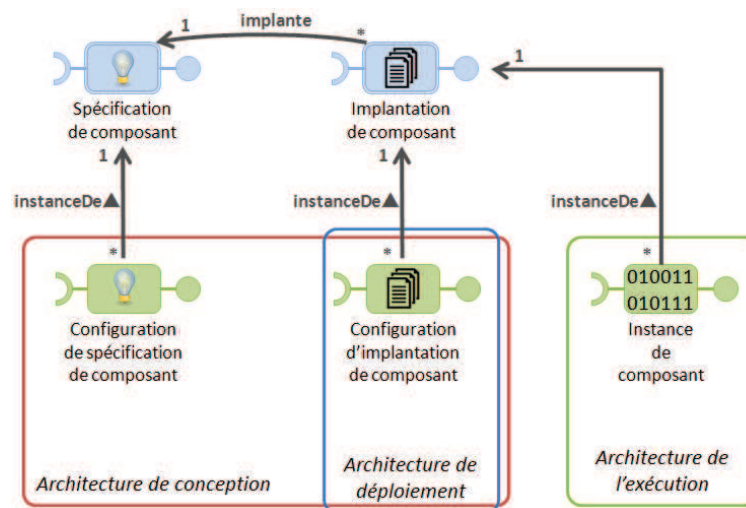 implante
1
*
1
Spécification
de composant
Implantation
de composant
1
1
instanceDe▲
instanceDe▲
instanceDe▲
*
*
*
010011
010111
Configuration
de spécification
de composant
Configuration
d'implantation
de composant
Instance
de
composant
Architecture de conception
Architecture de
déploiement
Architecture de
l'exécution